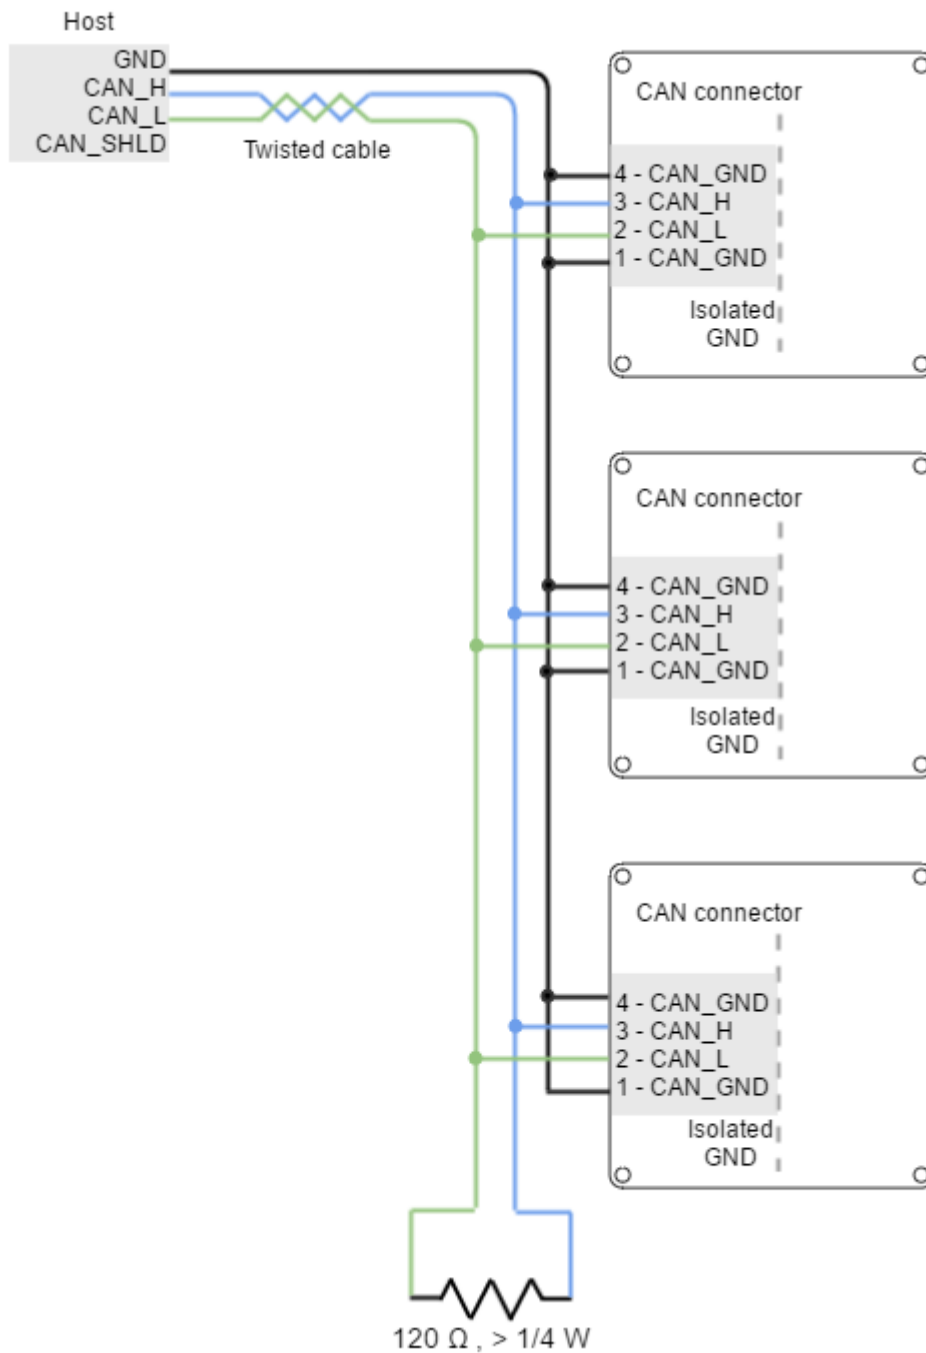 Host
GND
CAN_H
CAN_L
CAN_SHLD
Twisted cable
CAN connector
4 - CAN_GND
3 - CAN_H
2 - CAN_L
1 - CAN_GND
Isolated
GND
CAN connector
4 - CAN_GND
3 - CAN_H
2 - CAN_L
1 - CAN_GND
Isolated
GND
CAN connector
4 - CAN_GND
3 - CAN_H
2 - CAN_L
1 - CAN_GND
Isolated
GND
120 Ω , > 1/4 W